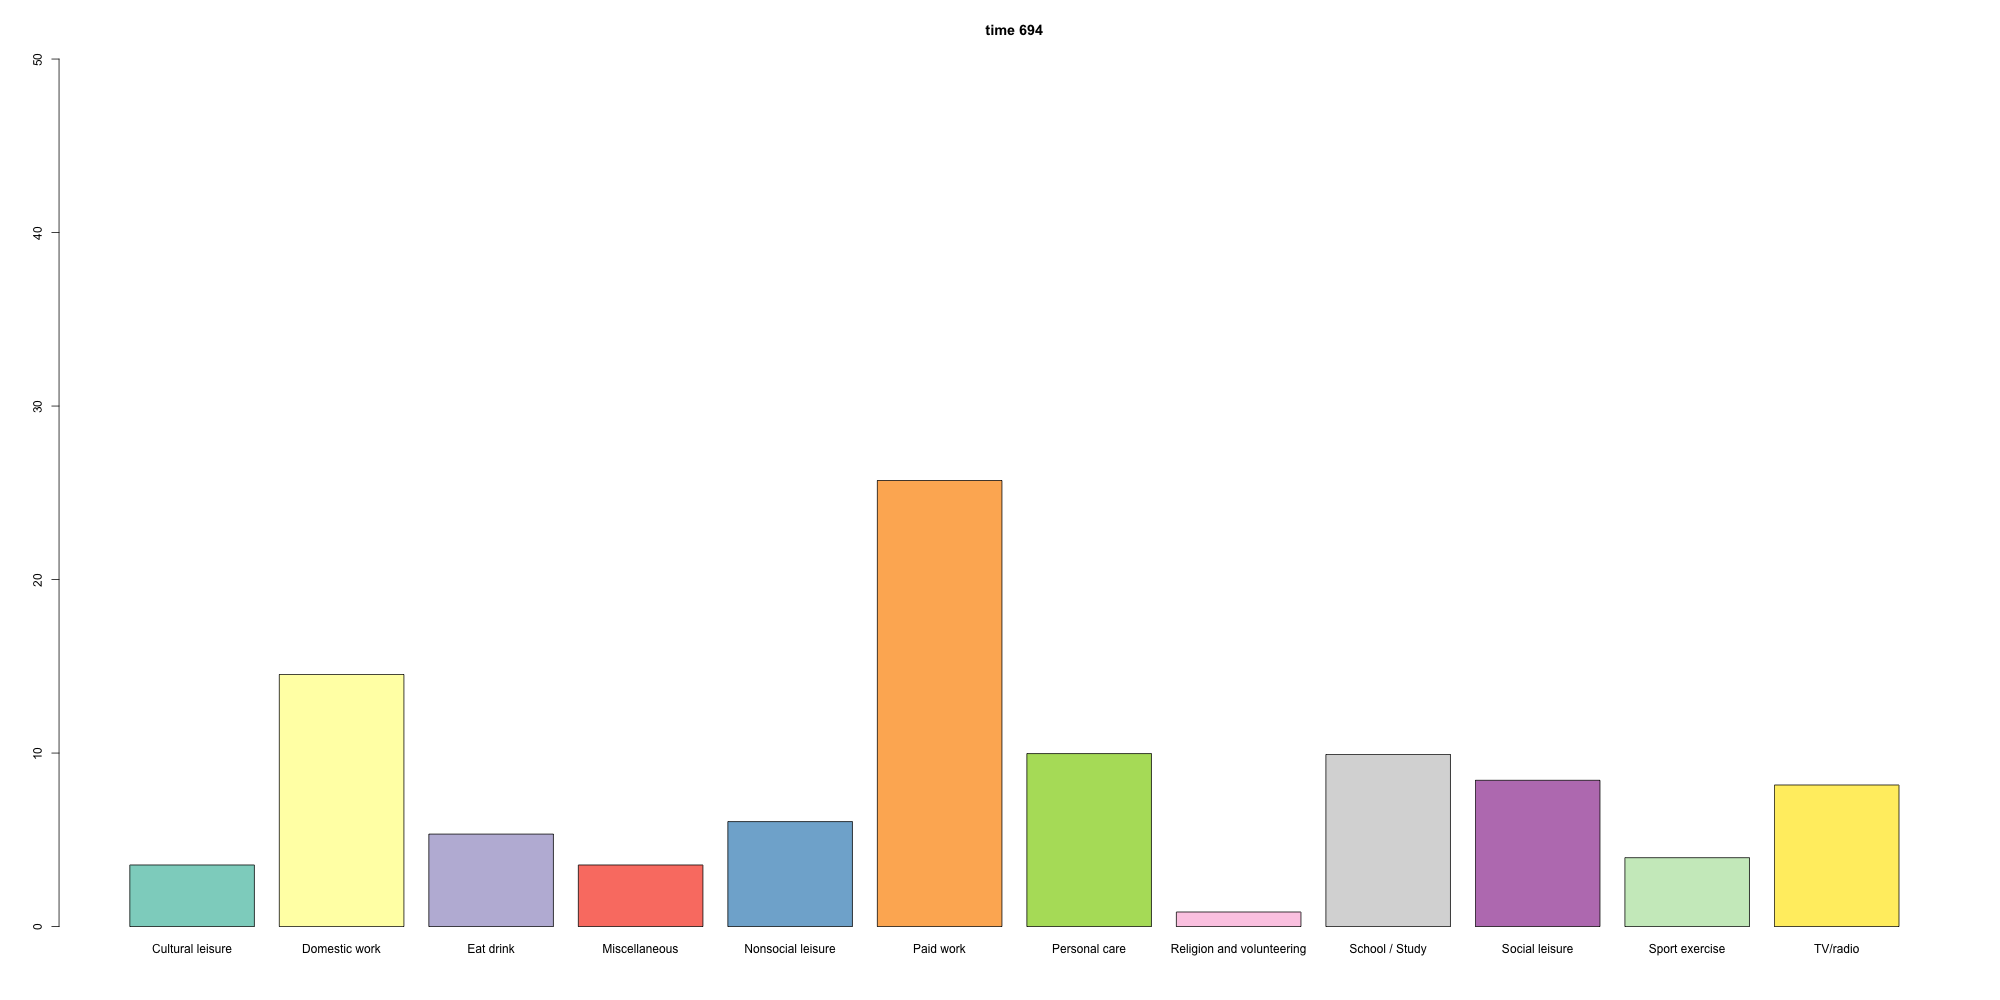 time 694
50
40
30
20
10
0
Cultural leisure
Domestic work
Eat drink
Miscellaneous
Nonsocial leisure
Paid work
Personal care
Religion and volunteering
School / Study
Social leisure
Sport exercise
TV/radio